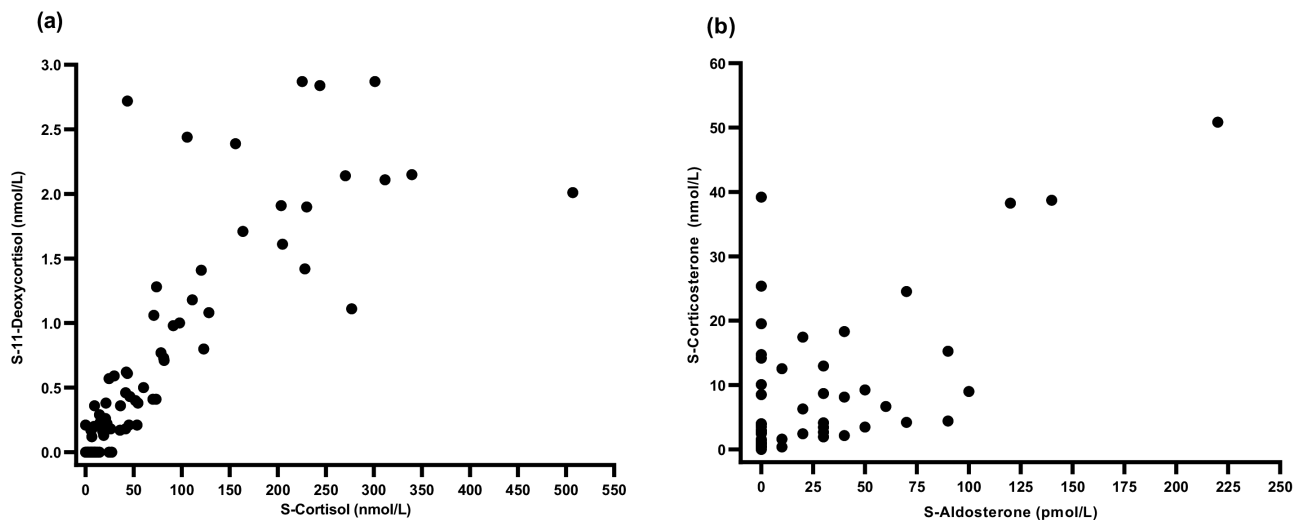 (a)
3.0
2.5
2.0
1.5
1.0
0.5
0.0
S-11-Deoxycortisol (nmol/L)
0 50 100 150 200 250 300 350 400 450 500 550
S-Cortisol (nmol/L)
(b)
60
50
40
30
20
10
0
S-Corticosterone (nmol/L)
0 25 50 75 100 125 150 175 200 225 250
S-Aldosterone (pmol/L)